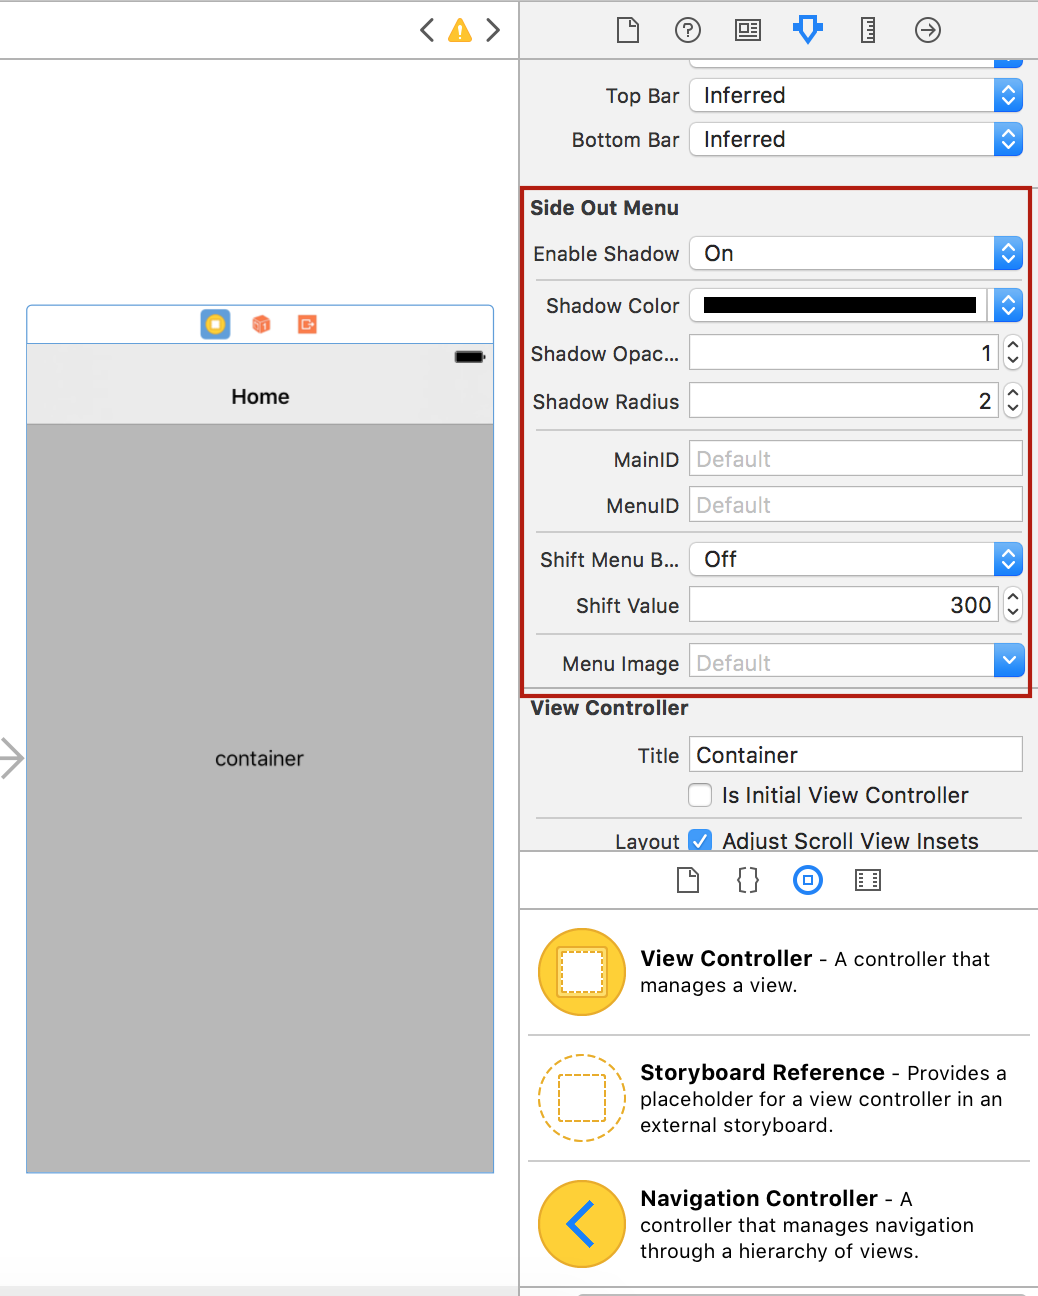 Top Bar Inferred
Bottom Bar Inferred
Side Out Menu
Enable Shadow On
Shadow Color
Shadow Opac... 1
Shadow Radius 2
MainID Default
MenuID Default
Shift Menu B... Off
Shift Value 300
Menu Image Default
View Controller
Title Container
Is Initial View Controller
Layout Adjust Scroll View Insets
Home
container
View Controller - A controller that
manages a view.
Storyboard Reference - Provides a
placeholder for a view controller in an
external storyboard.
Navigation Controller - A
controller that manages navigation
through a hierarchy of views.